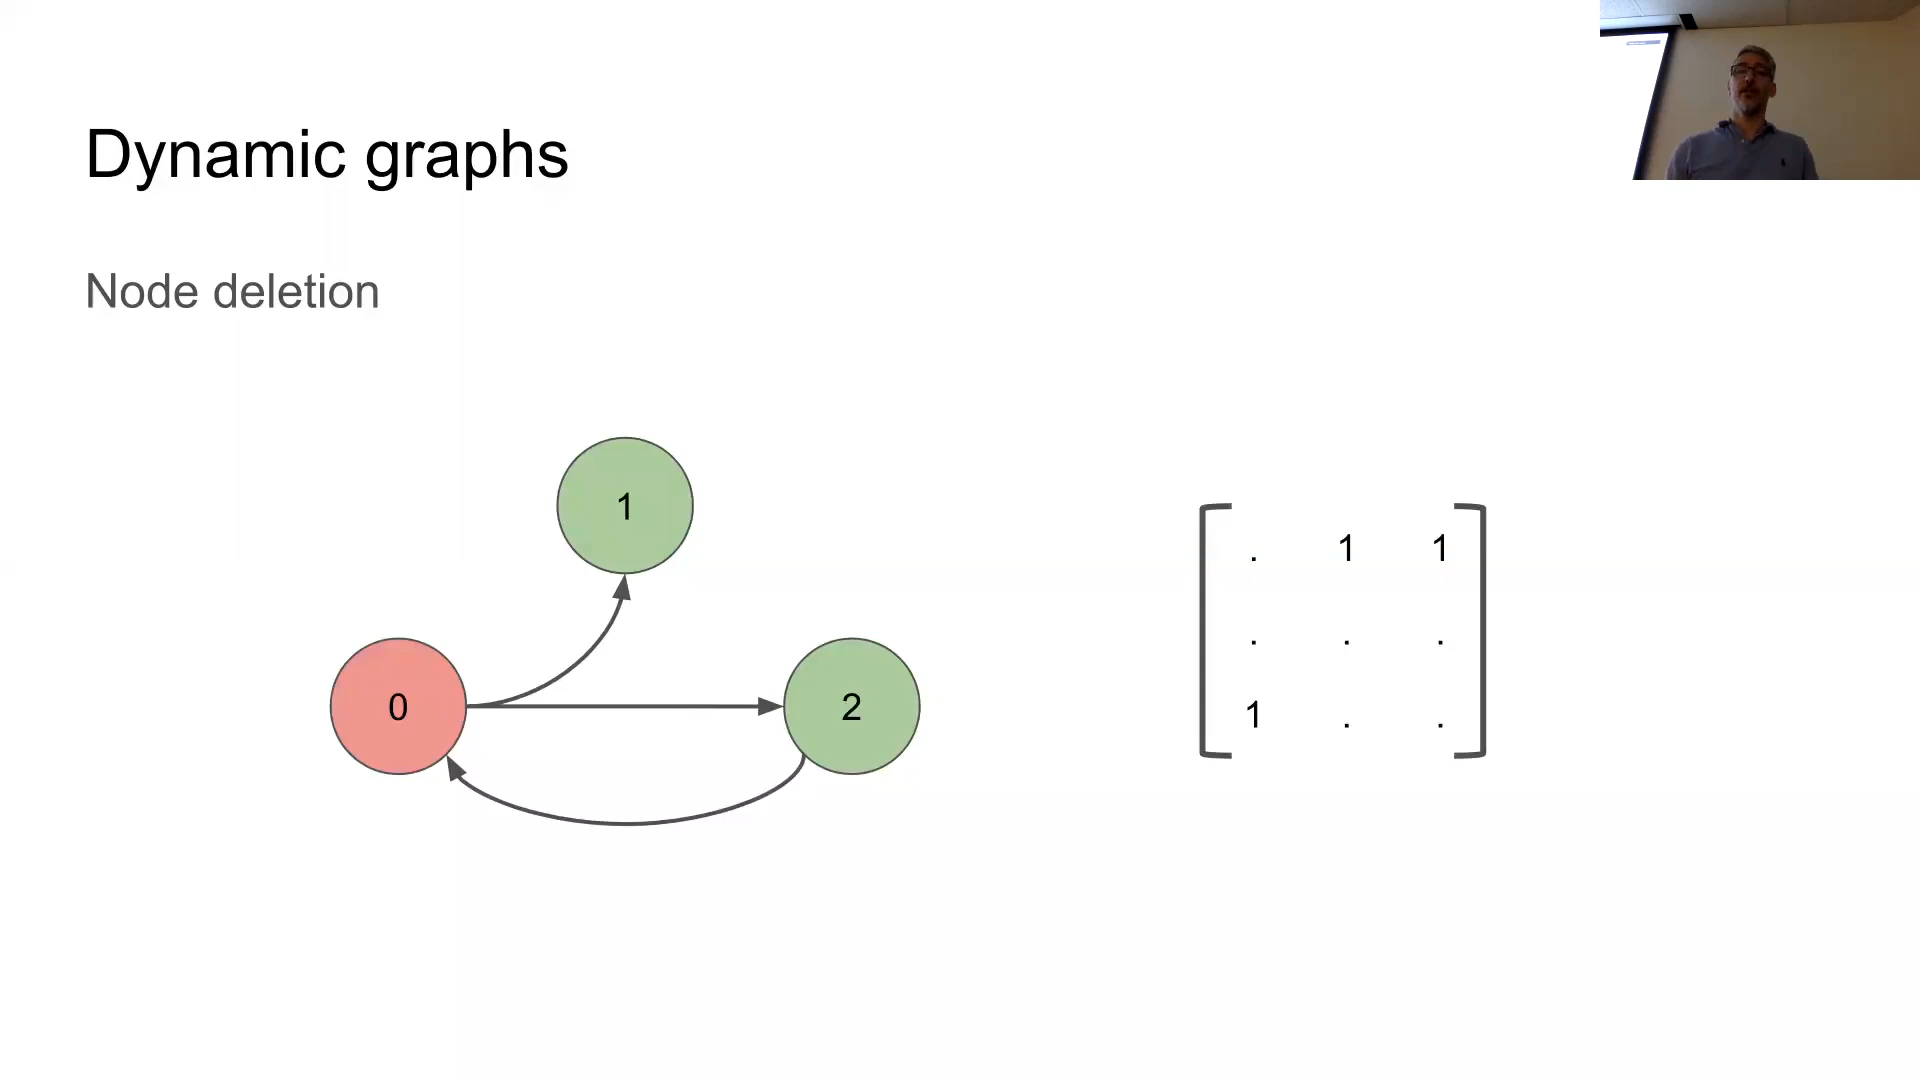 Dynamic graphs
Node deletion
1
0
2
. 1 1
. . .
1 . .